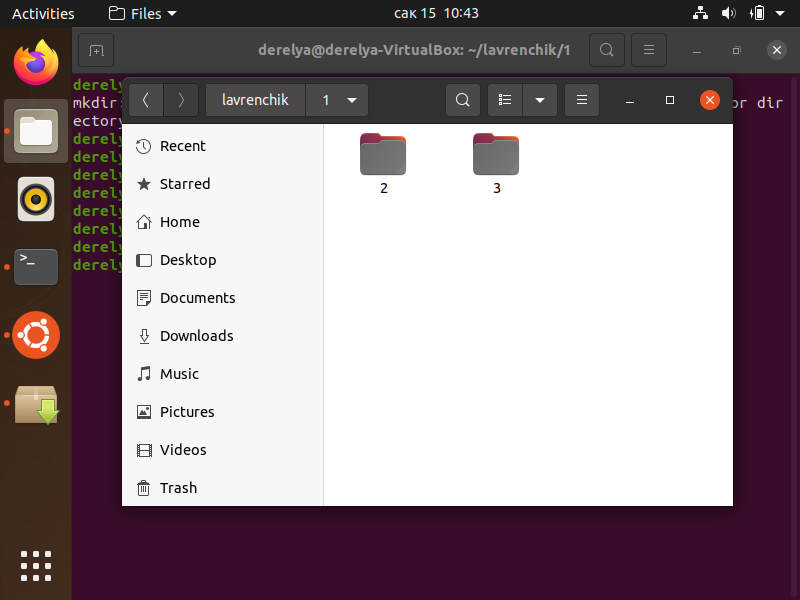 Activities
Files
сак 15 10:43
derelya@derelya-VirtualBox: ~/lavrenchik/1
derely
mkdir:
or dir
ectory
derely
derely
derely
derely
derely
derely
derely
derely
lavrenchik
1
Recent
Starred
Home
Desktop
Documents
Downloads
Music
Pictures
Videos
Trash
2
3
>_